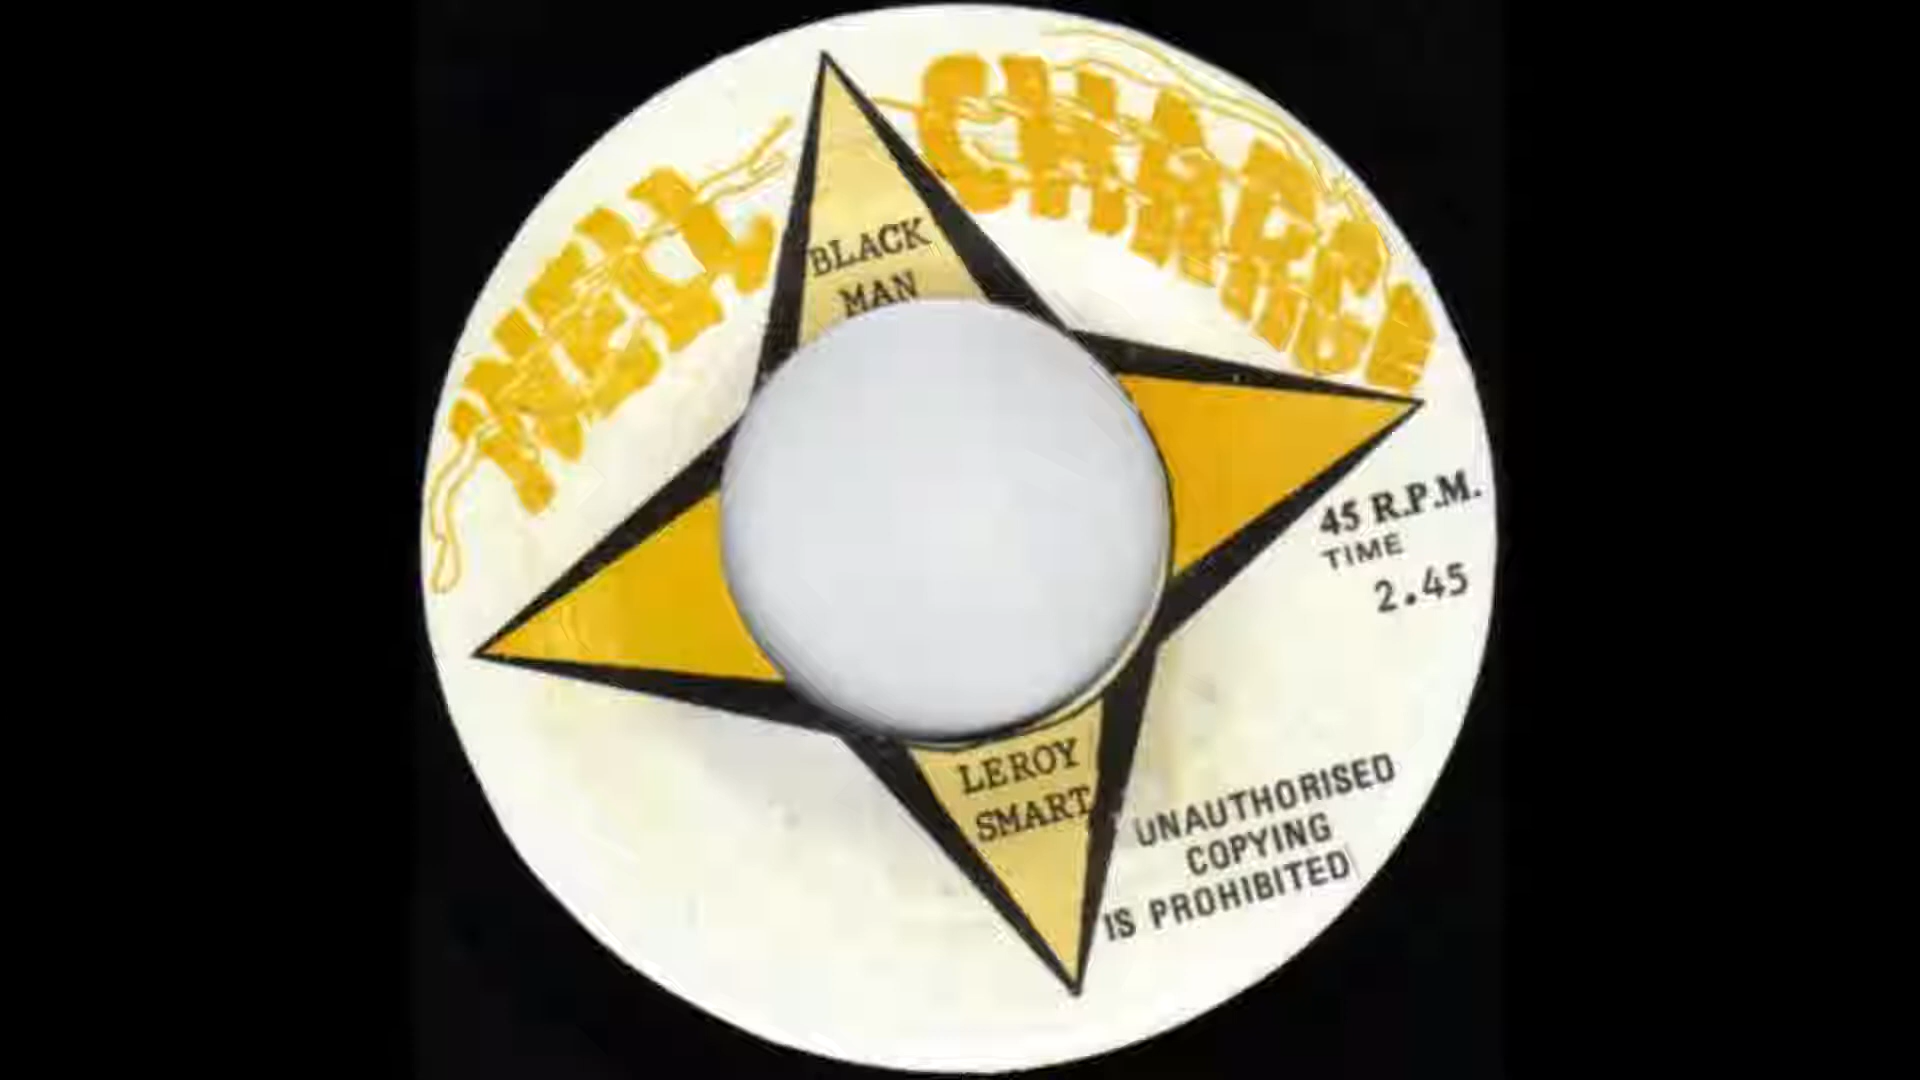 WELL CHARGE
BLACK
MAN
45 R.P.M.
TIME
2.45
LEROY
SMART
UNAUTHORISED
COPYING
IS PROHIBITED